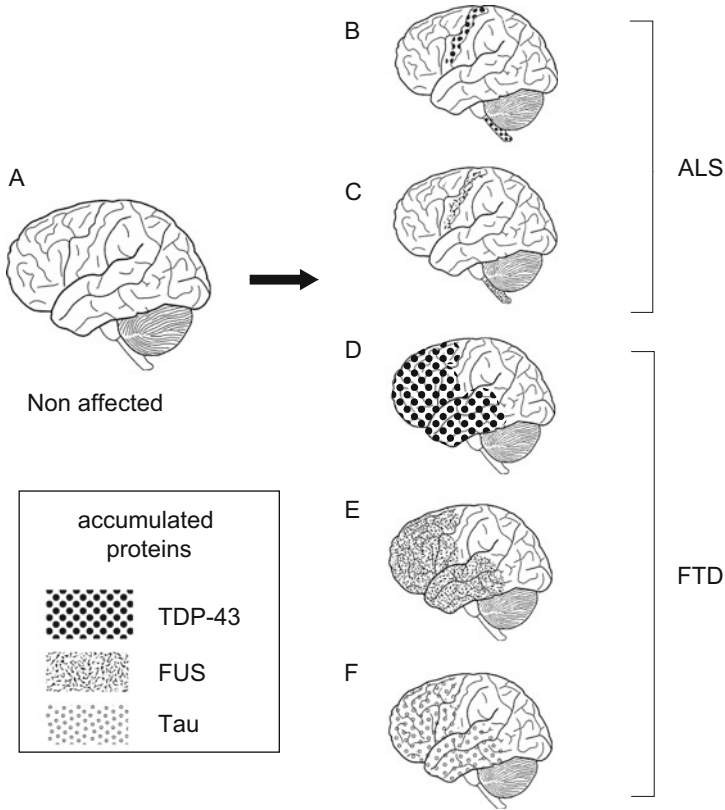 A
Non affected
B
C
ALS
D
E
F
FTD
accumulated
proteins
TDP-43
FUS
Tau